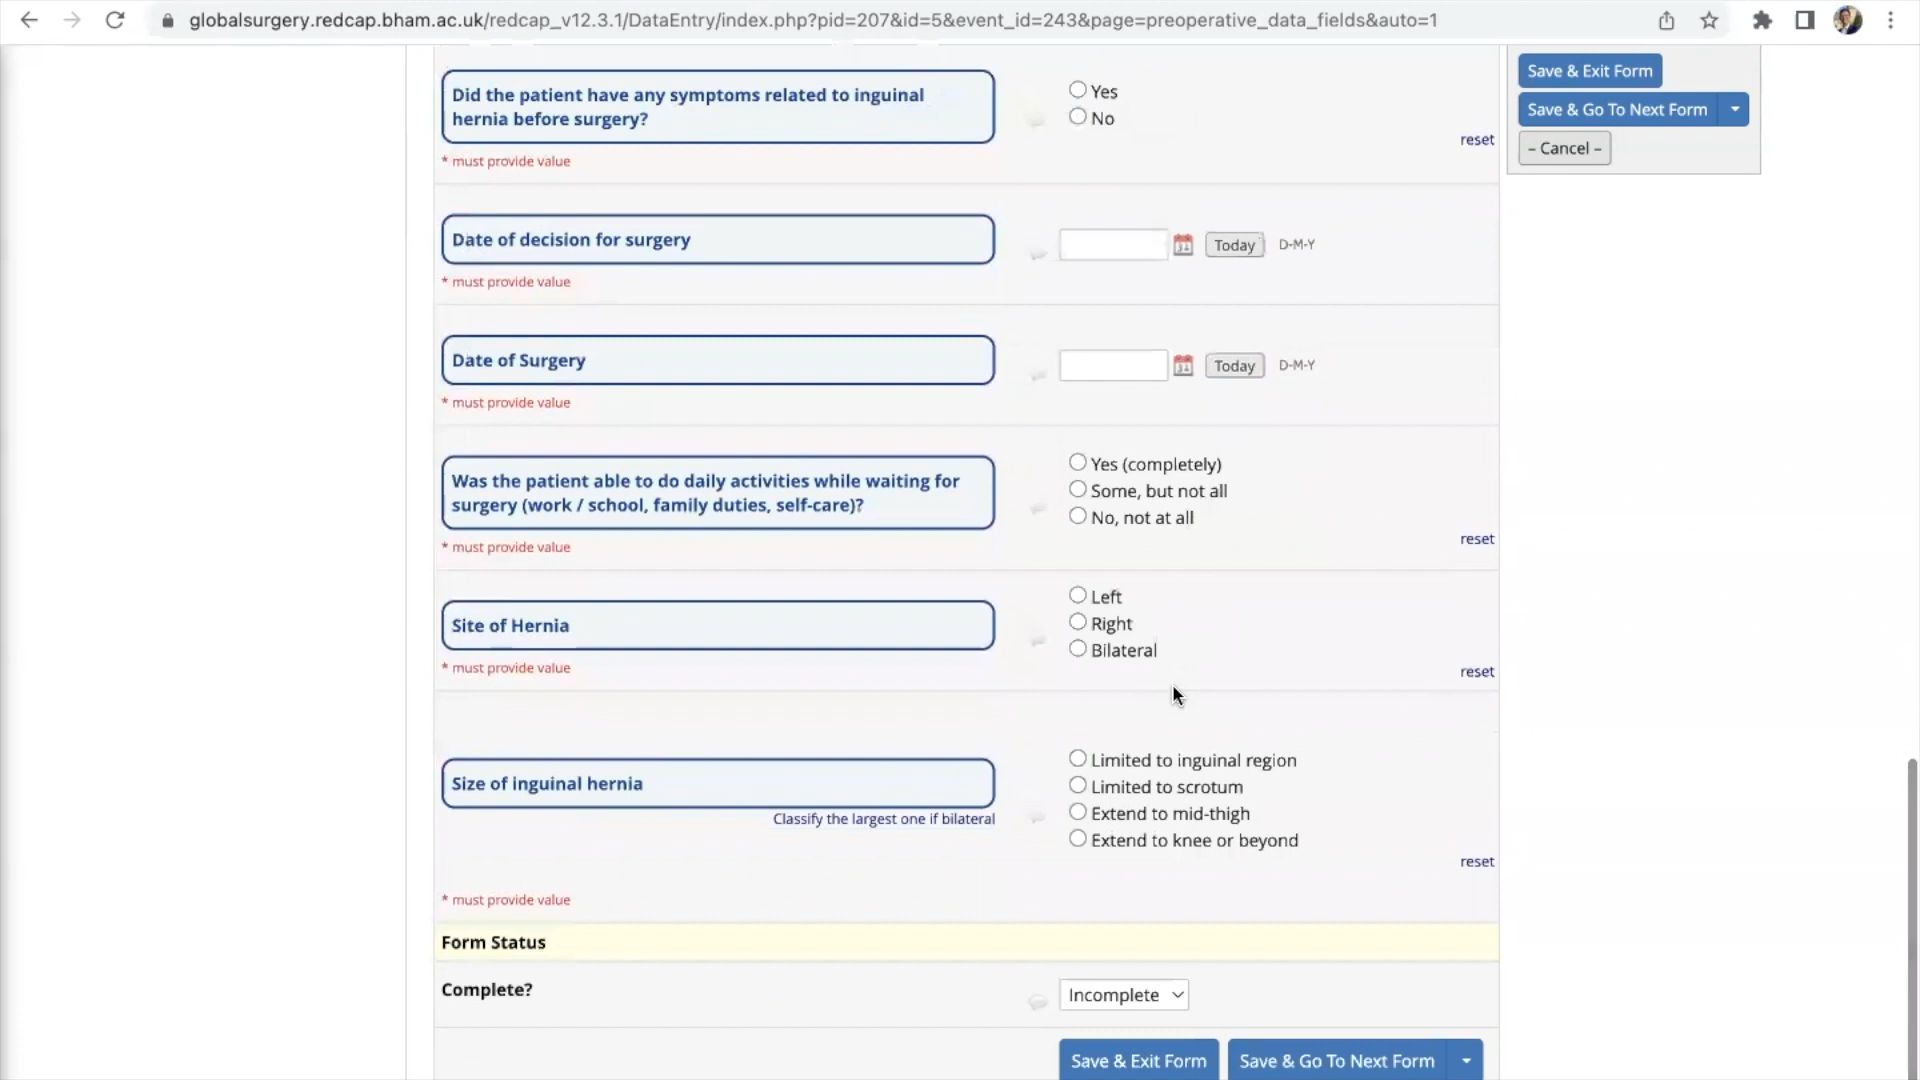 globalsurgery.redcap.bham.ac.uk/redcap_v12.3.1/DataEntry/index.php?pid=207&id=5&event_id=243&page=preoperative_data_fields&auto=1
Save & Exit Form
Save & Go To Next Form
– Cancel –
Did the patient have any symptoms related to inguinal
hernia before surgery?
* must provide value
Yes
No
reset
Date of decision for surgery
* must provide value
31
Today
D-M-Y
Date of Surgery
* must provide value
31
Today
D-M-Y
Was the patient able to do daily activities while waiting for
surgery (work / school, family duties, self-care)?
* must provide value
Yes (completely)
Some, but not all
No, not at all
reset
Site of Hernia
* must provide value
Left
Right
Bilateral
reset
Size of inguinal hernia
Classify the largest one if bilateral
* must provide value
Limited to inguinal region
Limited to scrotum
Extend to mid-thigh
Extend to knee or beyond
reset
Form Status
Complete?
Incomplete
Save & Exit Form
Save & Go To Next Form